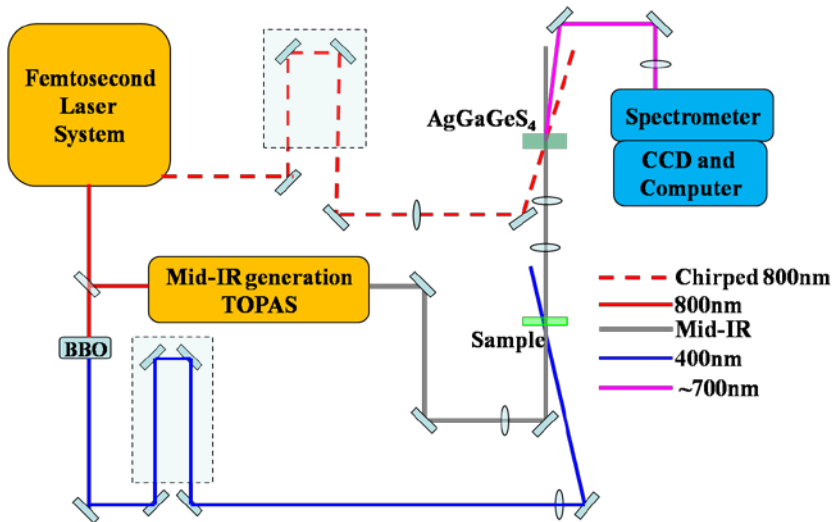 Femtosecond
Laser
System
AgGaGeS4
Spectrometer
CCD and
Computer
Mid-IR generation
TOPAS
Chirped 800nm
800nm
Mid-IR
400nm
~700nm
BBO
Sample